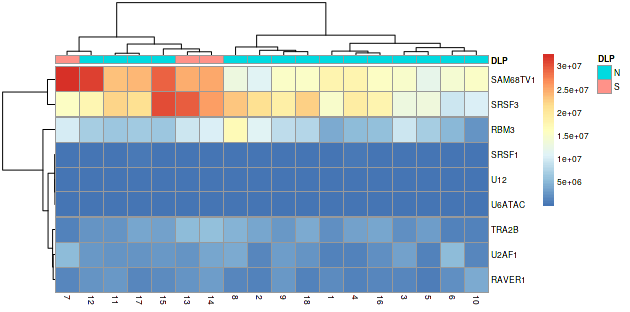 DLP
SAM68TV1
SRSF3
RBM3
SRSF1
U12
U6ATAC
TRA2B
U2AF1
RAVER1
7 12 11 17 15 13 14 8 2 9 18 1 4 16 3 5 6 10
3e+07
2.5e+07
2e+07
1.5e+07
1e+07
5e+06
DLP
N
S